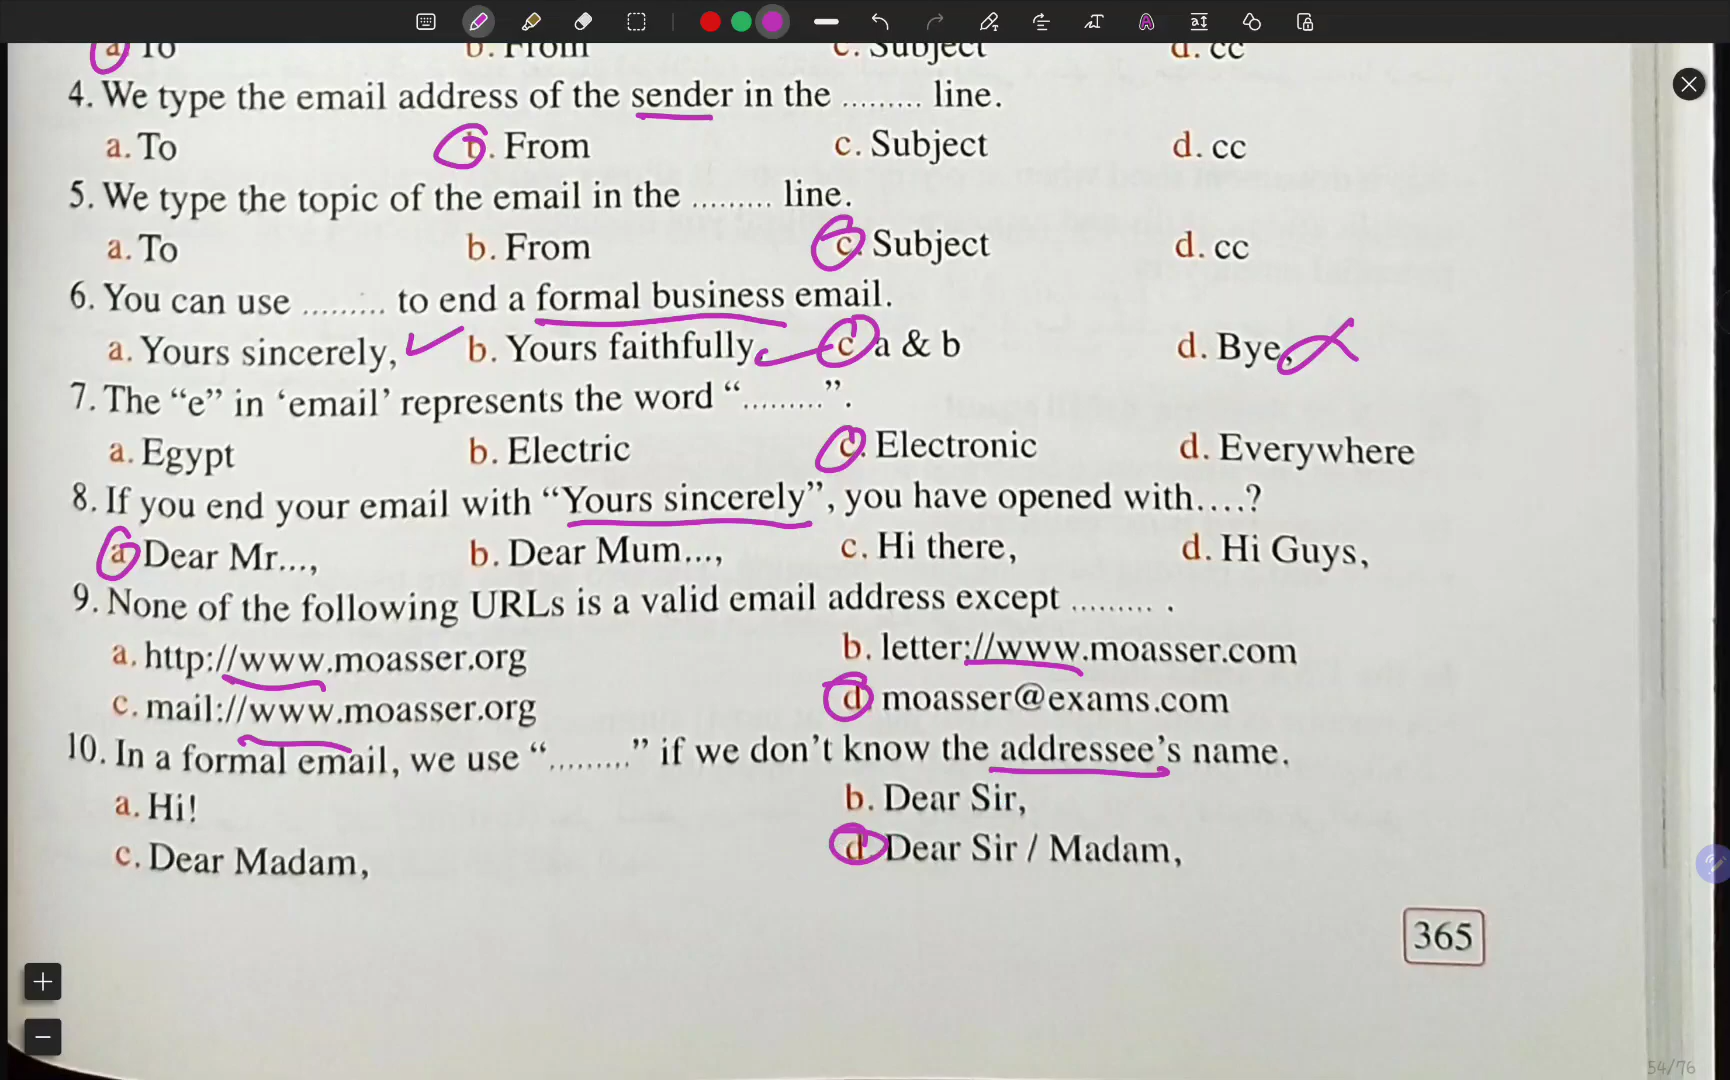 a. To b. From c. Subject d. cc
4. We type the email address of the sender in the ......... line.
a. To b. From c. Subject d. cc
5. We type the topic of the email in the ......... line.
a. To b. From c. Subject d. cc
6. You can use ......... to end a formal business email.
a. Yours sincerely, b. Yours faithfully, c. a & b d. Bye,
7. The “e” in ‘email’ represents the word “.........”.
a. Egypt b. Electric c. Electronic d. Everywhere
8. If you end your email with “Yours sincerely”, you have opened with....?
a. Dear Mr..., b. Dear Mum..., c. Hi there, d. Hi Guys,
9. None of the following URLs is a valid email address except ......... .
a. http://www.moasser.org b. letter://www.moasser.com
c. mail://www.moasser.org d. moasser@exams.com
10. In a formal email, we use “.........” if we don’t know the addressee’s name.
a. Hi! b. Dear Sir,
c. Dear Madam, d. Dear Sir / Madam,
365
54/76